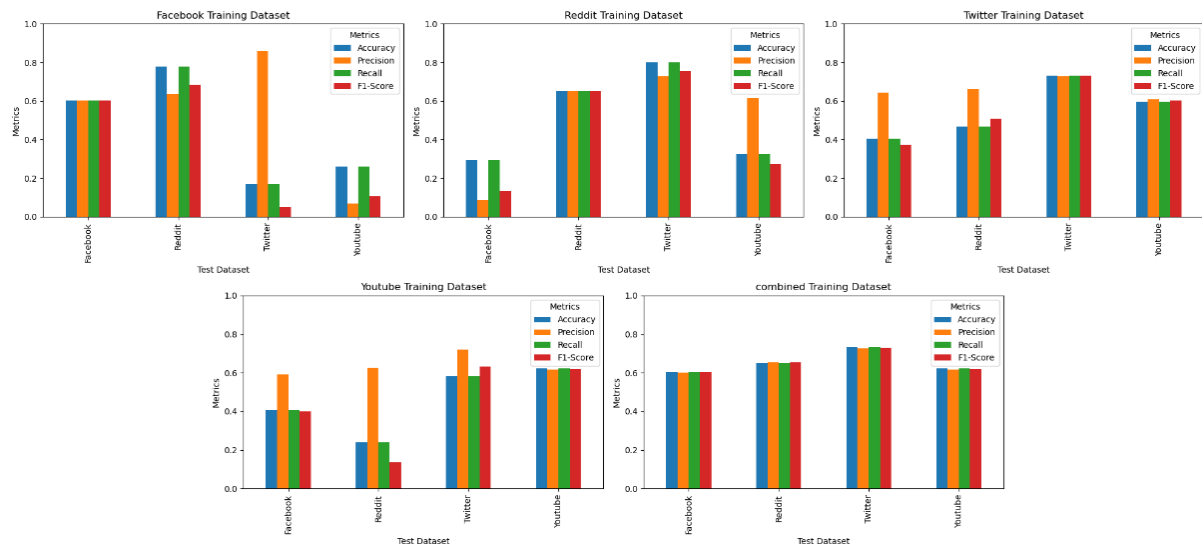 Facebook Training Dataset
1.0
0.8
0.6
0.4
0.2
0.0
Metrics
Metrics
Accuracy
Precision
Recall
F1-Score
Facebook
Reddit
Twitter
Youtube
Test Dataset
Reddit Training Dataset
1.0
0.8
0.6
0.4
0.2
0.0
Metrics
Metrics
Accuracy
Precision
Recall
F1-Score
Facebook
Reddit
Twitter
Youtube
Test Dataset
Twitter Training Dataset
1.0
0.8
0.6
0.4
0.2
0.0
Metrics
Metrics
Accuracy
Precision
Recall
F1-Score
Facebook
Reddit
Twitter
Youtube
Test Dataset
Youtube Training Dataset
1.0
0.8
0.6
0.4
0.2
0.0
Metrics
Metrics
Accuracy
Precision
Recall
F1-Score
Facebook
Reddit
Twitter
Youtube
Test Dataset
combined Training Dataset
1.0
0.8
0.6
0.4
0.2
0.0
Metrics
Metrics
Accuracy
Precision
Recall
F1-Score
Facebook
Reddit
Twitter
Youtube
Test Dataset